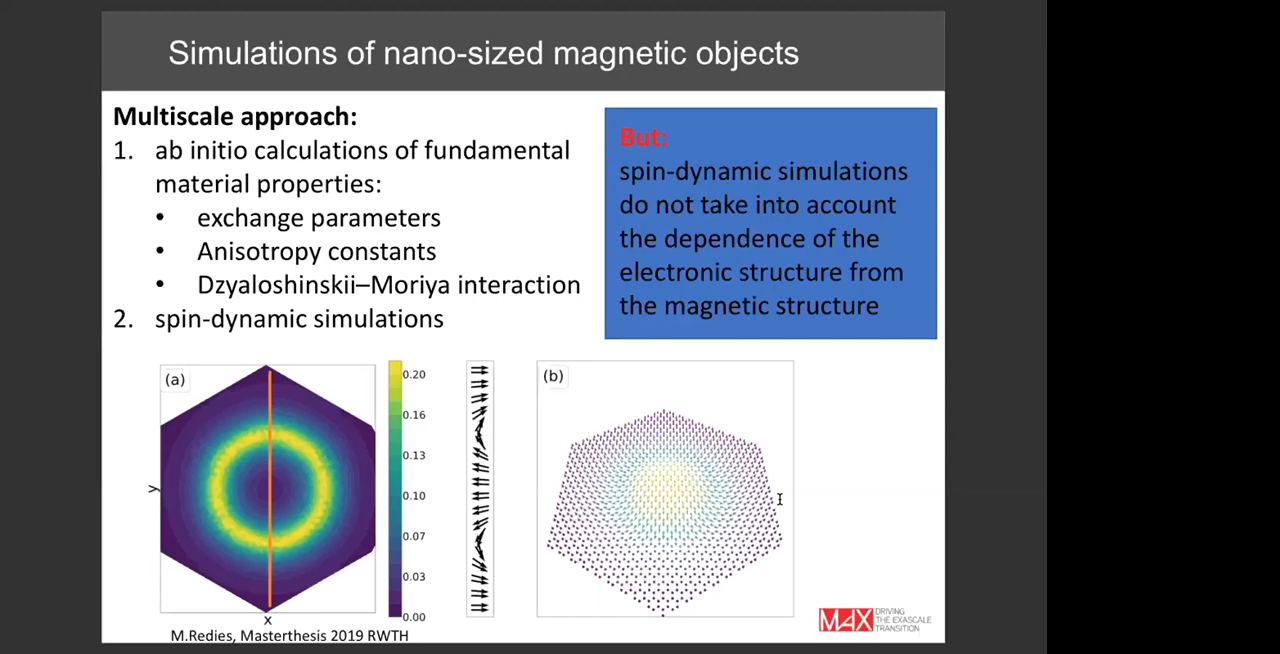 Simulations of nano-sized magnetic objects
Multiscale approach:
1. ab initio calculations of fundamental
material properties:
• exchange parameters
• Anisotropy constants
• Dzyaloshinskii–Moriya interaction
2. spin-dynamic simulations
But:
spin-dynamic simulations
do not take into account
the dependence of the
electronic structure from
the magnetic structure
(a)
0.20
0.16
0.13
0.10
0.07
0.03
0.00
y
x
(b)
M.Redies, Masterthesis 2019 RWTH
MAX
DRIVING
THE EXASCALE
TRANSITION